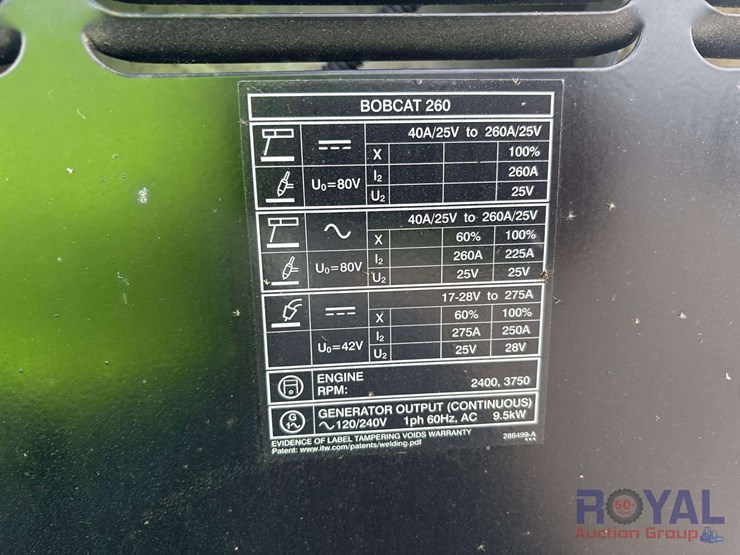 BOBCAT 260
40A/25V to 260A/25V
X 100%
I₂ 260A
U₀=80V
U₂ 25V
40A/25V to 260A/25V
X 60% 100%
I₂ 260A 225A
U₀=80V
U₂ 25V 25V
17-28V to 275A
X 60% 100%
I₂ 275A 250A
U₀=42V
U₂ 25V 28V
ENGINE
RPM: 2400, 3750
G
GENERATOR OUTPUT (CONTINUOUS)
120/240V 1ph 60Hz, AC 9.5kW
EVIDENCE OF LABEL TAMPERING VOIDS WARRANTY
Patent: www.itw.com/patents/welding.pdf 286499-A
50
ROYAL
Auction Group